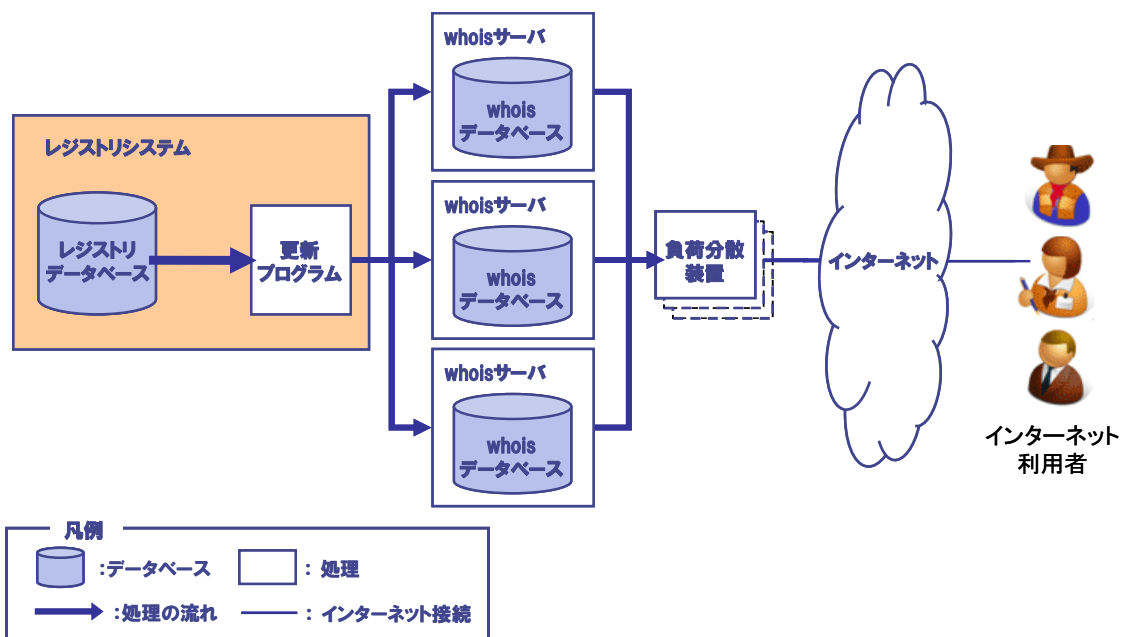 レジストリシステム
レジストリ
データベース
更新
プログラム
whoisサーバ
whois
データベース
whoisサーバ
whois
データベース
whoisサーバ
whois
データベース
負荷分散
装置
インターネット
インターネット
利用者
凡例
:データベース
: 処理
:処理の流れ
: インターネット接続